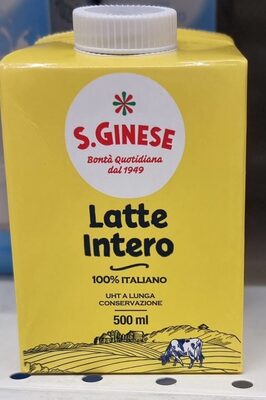 S.GINESE
Bontà Quotidiana
dal 1949
Latte
Intero
100% ITALIANO
UHT A LUNGA
CONSERVAZIONE
500 ml